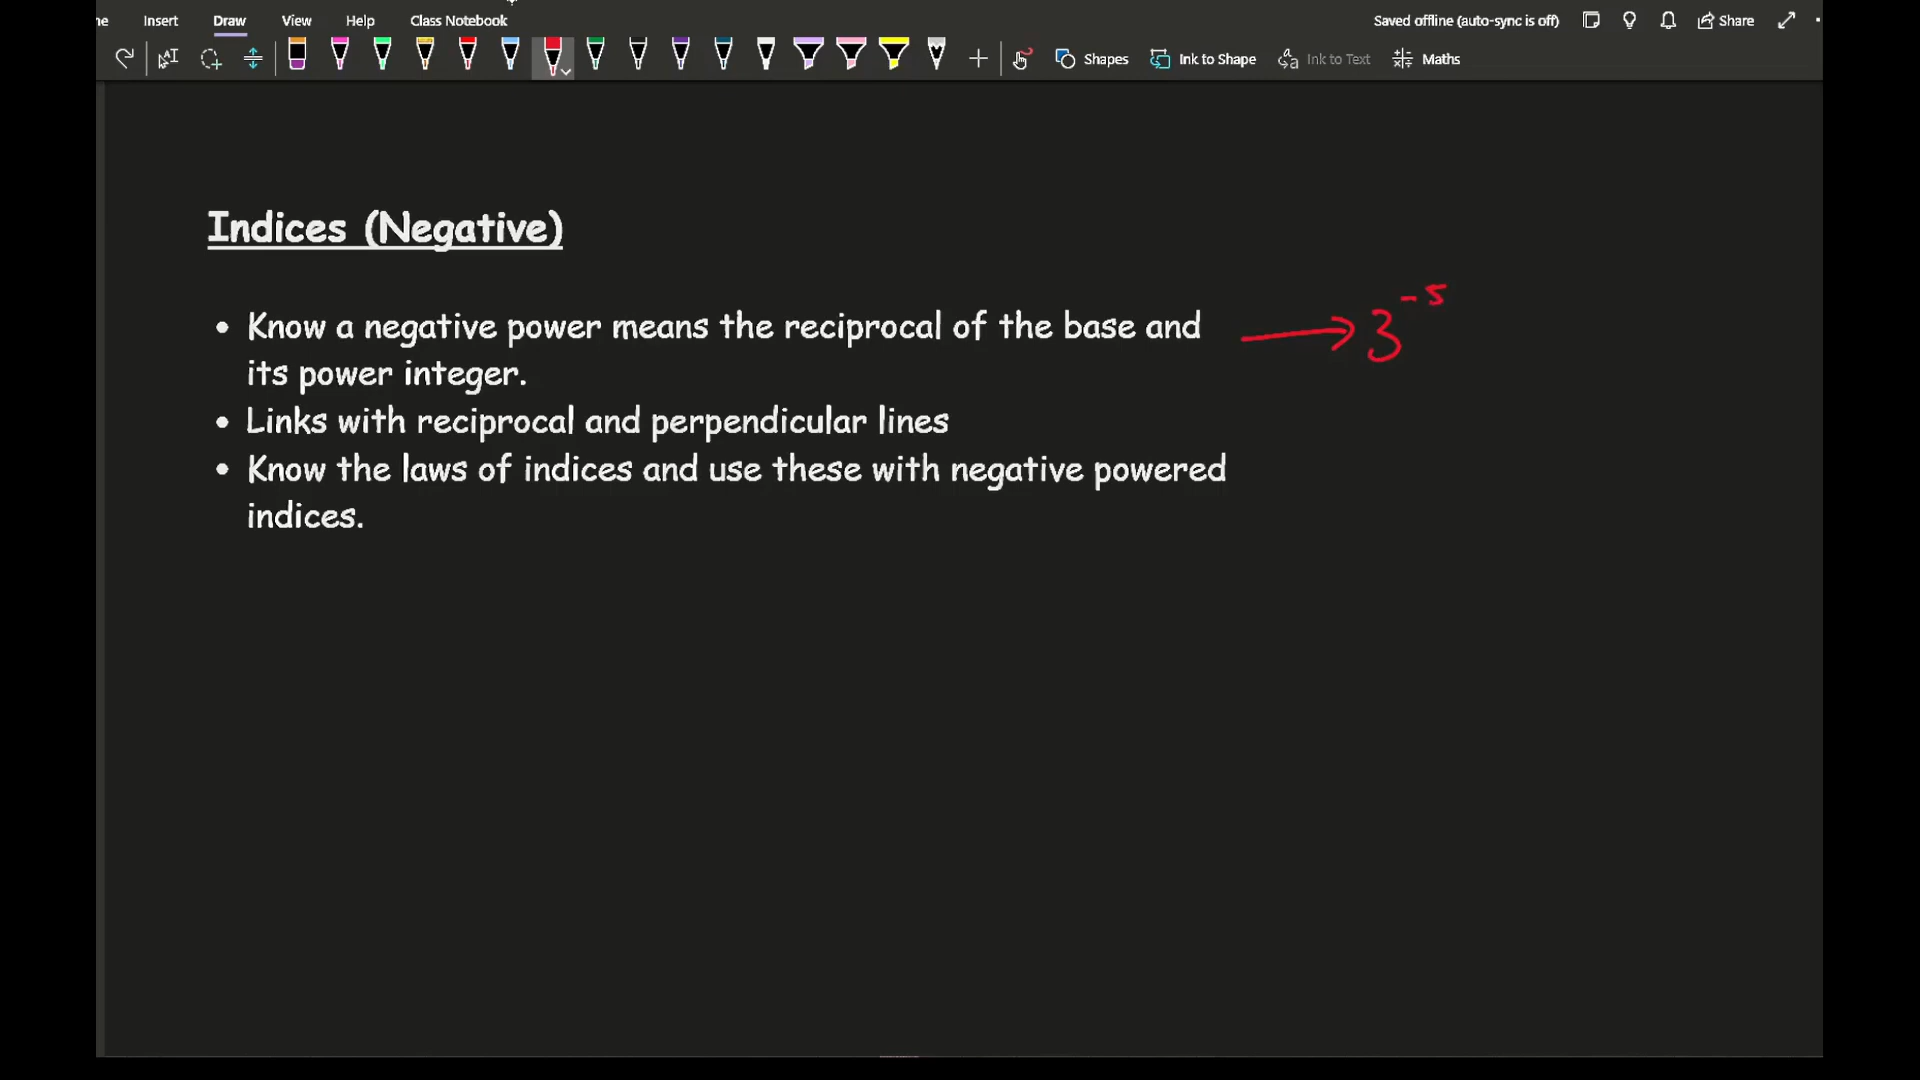 Insert Draw View Help Class Notebook Saved offline (auto-sync is off) Share
Shapes Ink to Shape Ink to Text Maths
Indices (Negative)
• Know a negative power means the reciprocal of the base and
its power integer.
→ 3⁻⁵
• Links with reciprocal and perpendicular lines
• Know the laws of indices and use these with negative powered
indices.